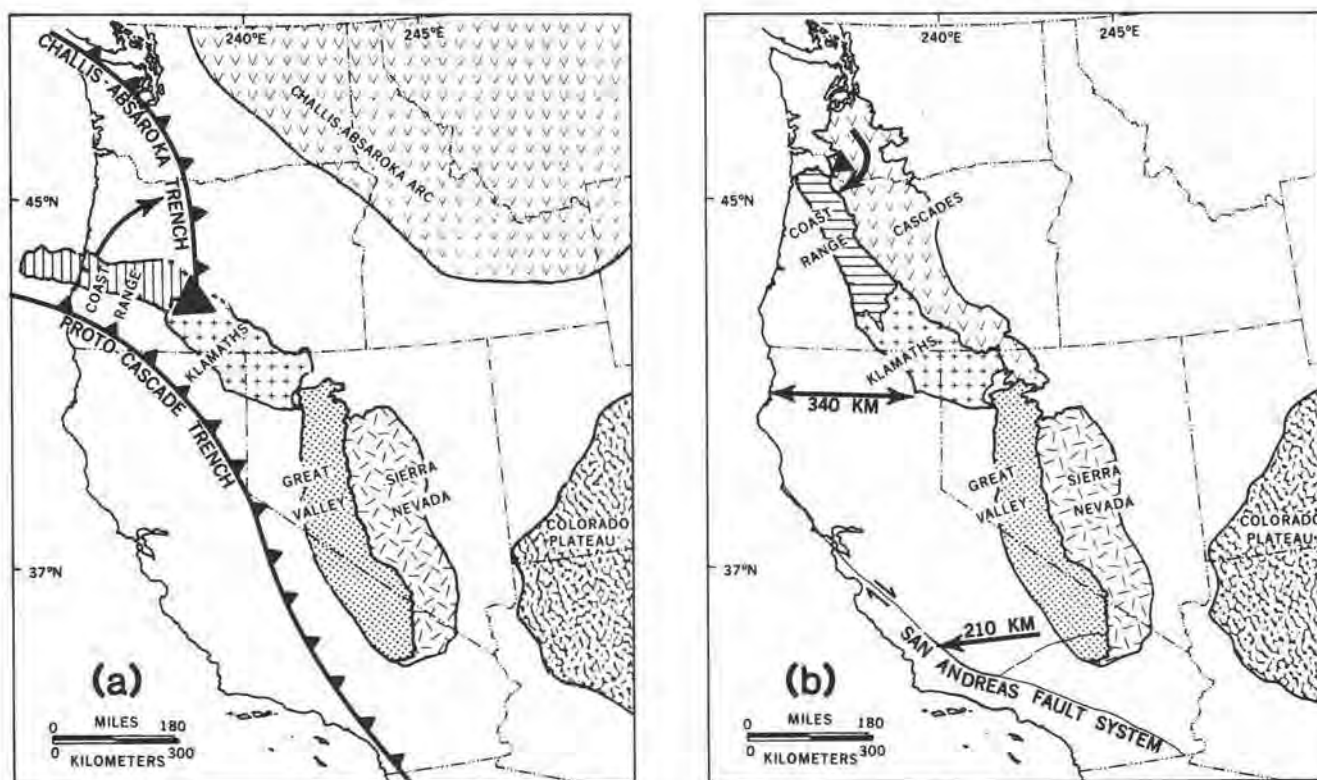 240°E
245°E
CHALLIS-ABSAROKA TRENCH
CHALLIS-ABSAROKA ARC
45°N
COAST
RANGE
PROTO-CASCADE TRENCH
KLAMATHS
GREAT
VALLEY
SIERRA
NEVADA
COLORADO
PLATEAU
37°N
(a)
0 MILES 180
0 KILOMETERS 300
240°E
245°E
45°N
COAST
RANGE
CASCADES
KLAMATHS
340 KM
GREAT
VALLEY
SIERRA
NEVADA
COLORADO
PLATEAU
37°N
210 KM
SAN ANDREAS FAULT SYSTEM
(b)
0 MILES 180
0 KILOMETERS 300